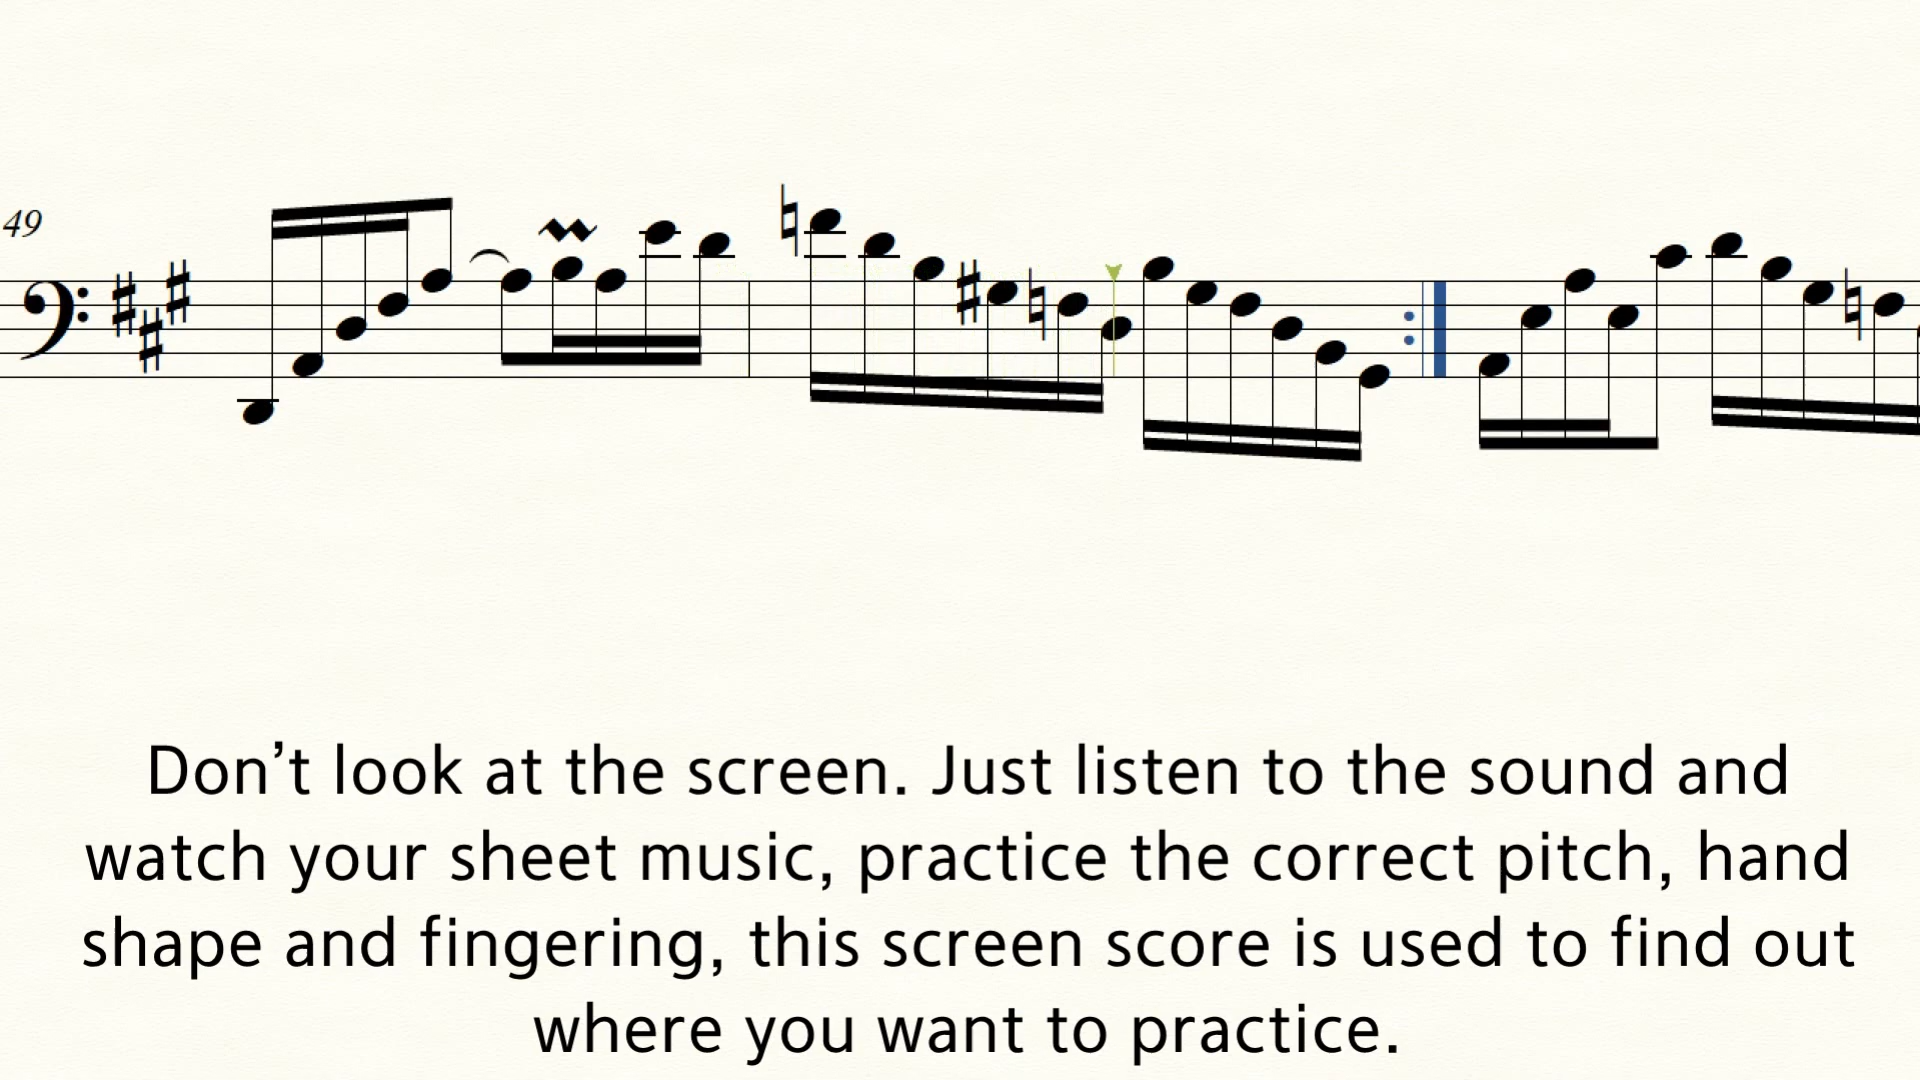 49
Don’t look at the screen. Just listen to the sound and
watch your sheet music, practice the correct pitch, hand
shape and fingering, this screen score is used to find out
where you want to practice.